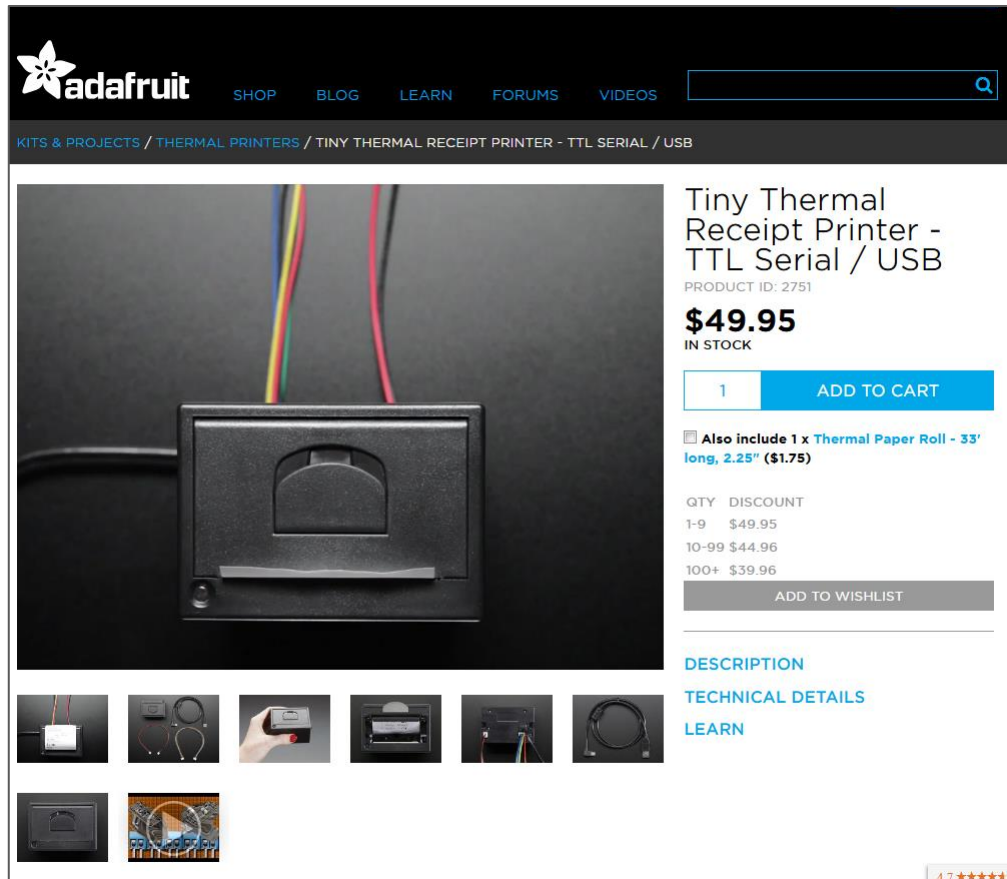 adafruit
SHOP BLOG LEARN FORUMS VIDEOS
KITS & PROJECTS / THERMAL PRINTERS / TINY THERMAL RECEIPT PRINTER - TTL SERIAL / USB
Tiny Thermal
Receipt Printer -
TTL Serial / USB
PRODUCT ID: 2751
$49.95
IN STOCK
1 ADD TO CART
Also include 1 x Thermal Paper Roll - 33'
long, 2.25" ($1.75)
QTY DISCOUNT
1-9 $49.95
10-99 $44.96
100+ $39.96
ADD TO WISHLIST
DESCRIPTION
TECHNICAL DETAILS
LEARN
4.7 ★★★★★